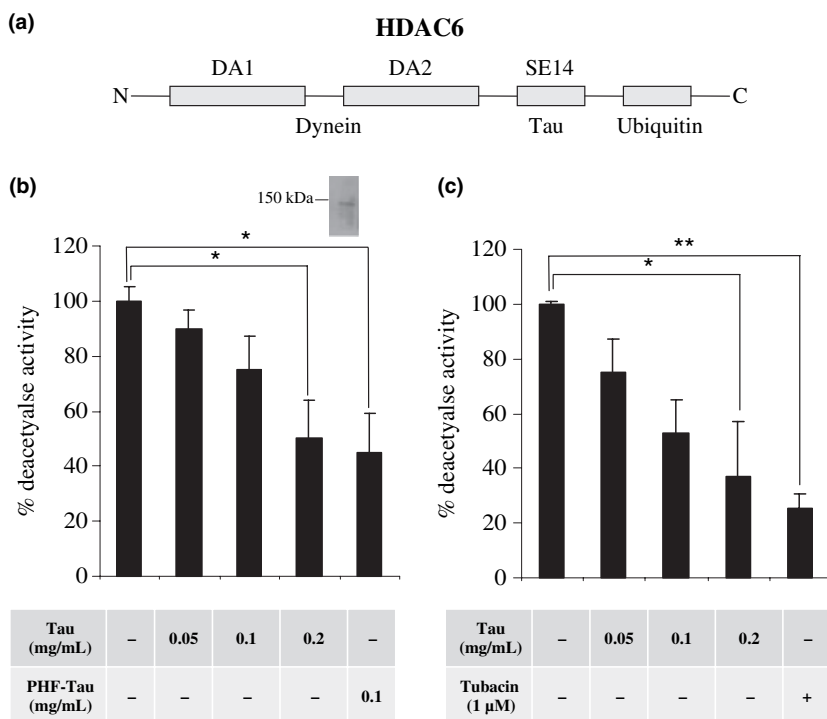 (a)
HDAC6
DA1 DA2 SE14
N C
Dynein Tau Ubiquitin
(b)
150 kDa
* 
*
% deacetyalse activity
120
100
80
60
40
20
0
Tau (mg/mL) – 0.05 0.1 0.2 –
PHF-Tau (mg/mL) – – – – 0.1
(c)
**
*
% deacetyalse activity
120
100
80
60
40
20
0
Tau (mg/mL) – 0.05 0.1 0.2 –
Tubacin (1 µM) – – – – +